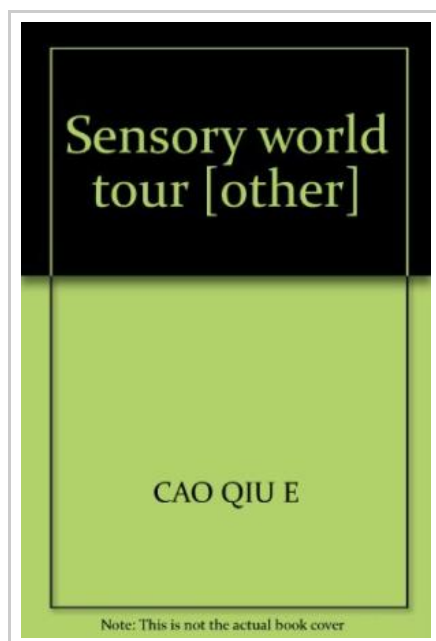 Sensory world
tour [other]
CAO QIU E
Note: This is not the actual book cover